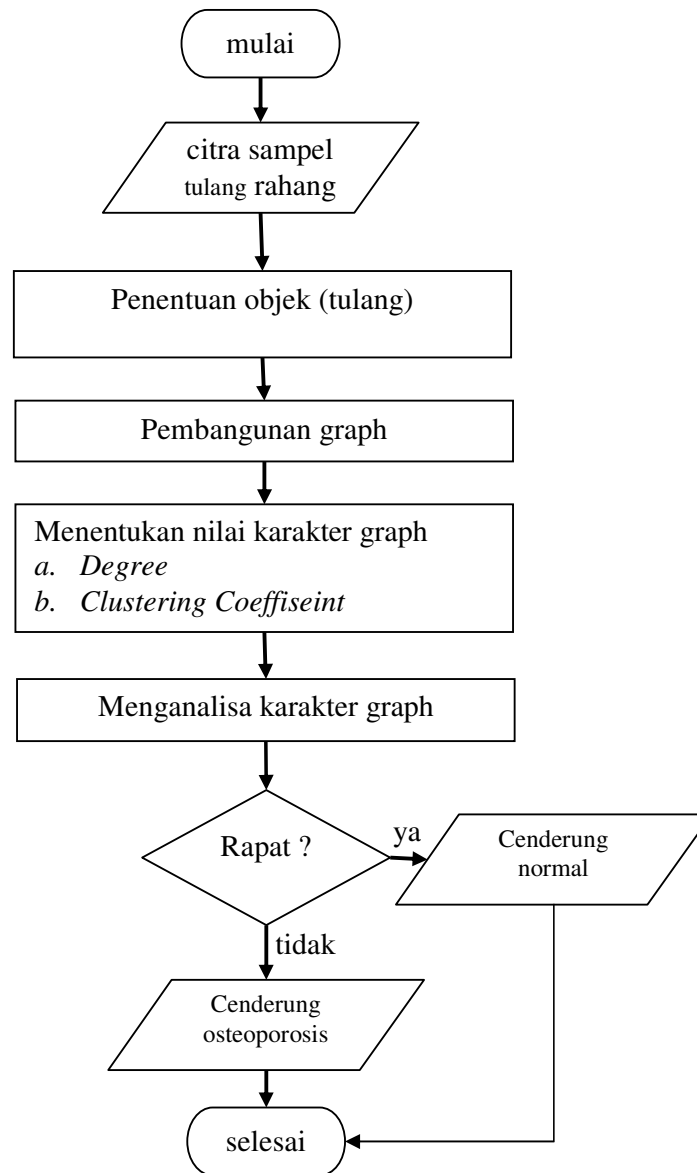 mulai
citra sampel
tulang rahang
Penentuan objek (tulang)
Pembangunan graph
Menentukan nilai karakter graph
a. Degree
b. Clustering Coeffiseint
Menganalisa karakter graph
Rapat ?
ya
Cenderung
normal
tidak
Cenderung
osteoporosis
selesai